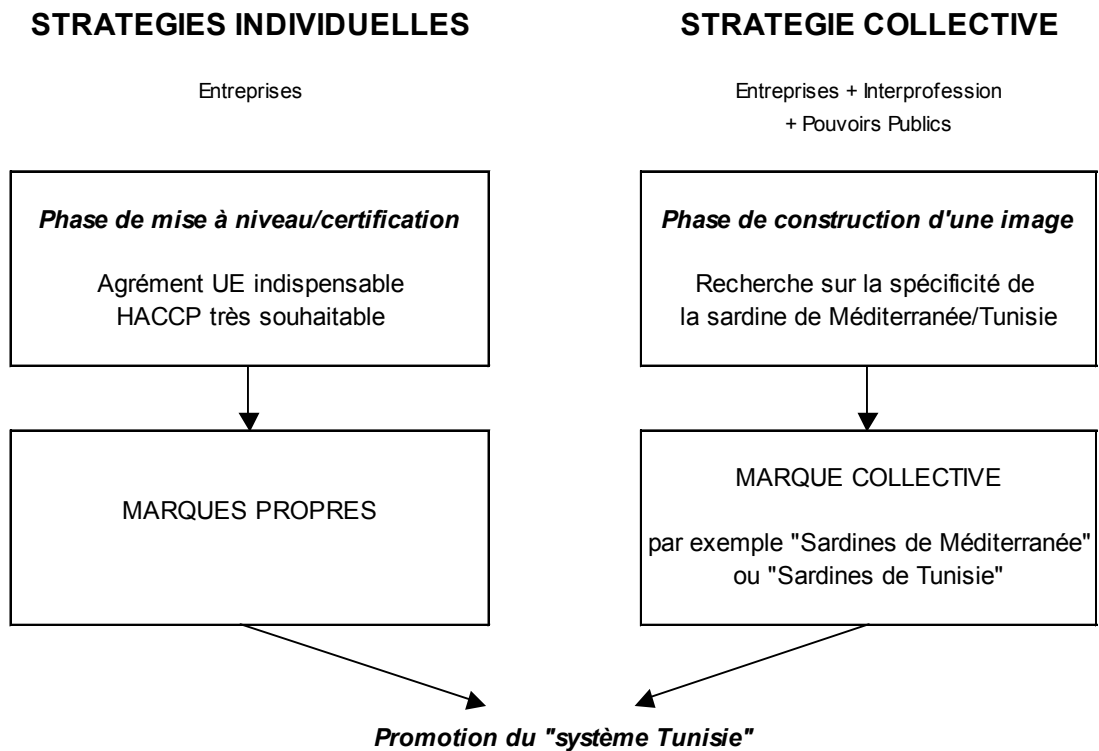 STRATEGIES INDIVIDUELLES
Entreprises
Phase de mise à niveau/certification
Agrément UE indispensable
HACCP très souhaitable
MARQUES PROPRES
STRATEGIE COLLECTIVE
Entreprises + Interprofession
+ Pouvoirs Publics
Phase de construction d'une image
Recherche sur la spécificité de
la sardine de Méditerranée/Tunisie
MARQUE COLLECTIVE
par exemple "Sardines de Méditerranée"
ou "Sardines de Tunisie"
Promotion du "système Tunisie"